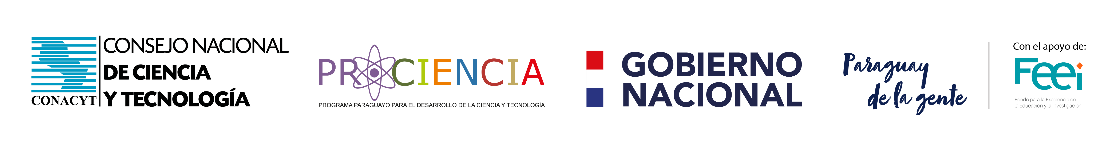 CONSEJO NACIONAL
DE CIENCIA
CONACYT Y TECNOLOGÍA
PROCIENCIA
PROGRAMA PARAGUAYO PARA EL DESARROLLO DE LA CIENCIA Y TECNOLOGÍA
GOBIERNO
NACIONAL
Paraguay
de la gente
Con el apoyo de:
Feei